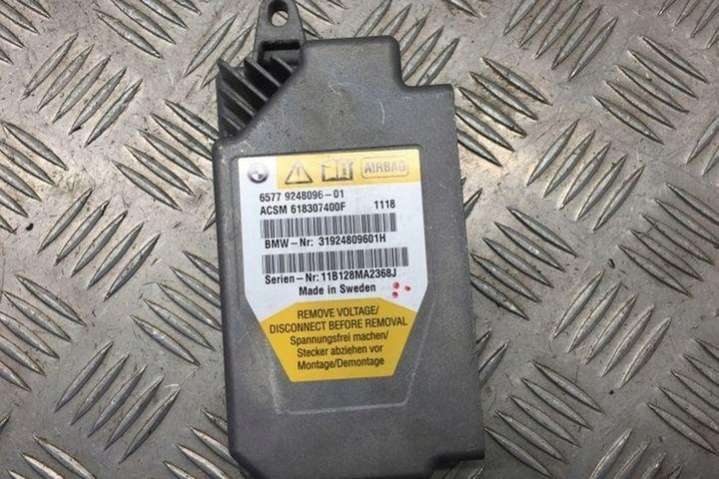 AIRBAG
6577 9248096-01
ACSM 618307400F 1118
BMW-Nr: 31924809601H
Serien-Nr: 11B128MA2368J
Made in Sweden
REMOVE VOLTAGE/
DISCONNECT BEFORE REMOVAL
Spannungsfrei machen/
Stecker abziehen vor
Montage/Demontage